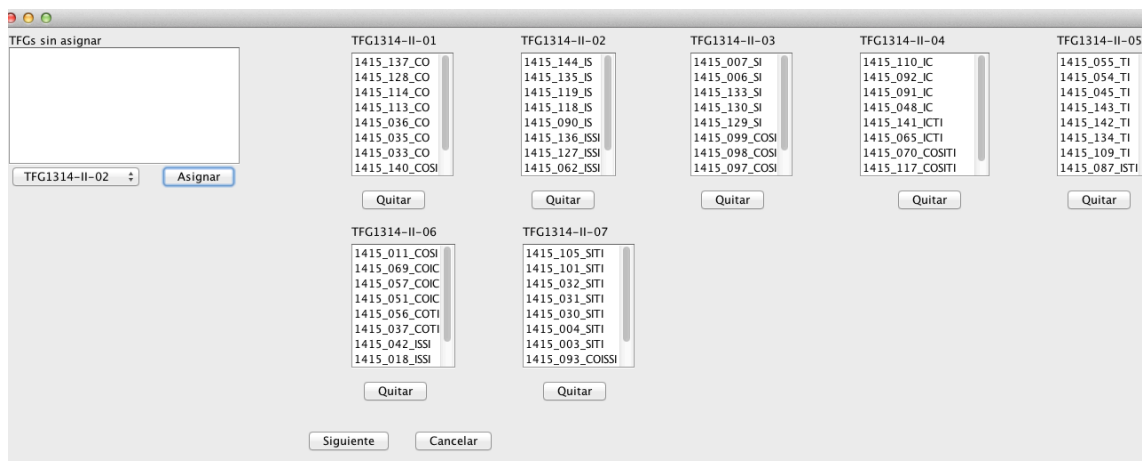 TFGs sin asignar
TFG1314-II-02
Asignar
TFG1314-II-01
1415_137_CO
1415_128_CO
1415_114_CO
1415_113_CO
1415_036_CO
1415_035_CO
1415_033_CO
1415_140_COSI
Quitar
TFG1314-II-02
1415_144_IS
1415_135_IS
1415_119_IS
1415_118_IS
1415_090_IS
1415_136_ISSI
1415_127_ISSI
1415_062_ISSI
Quitar
TFG1314-II-03
1415_007_SI
1415_006_SI
1415_133_SI
1415_130_SI
1415_129_SI
1415_099_COSI
1415_098_COSI
1415_097_COSI
Quitar
TFG1314-II-04
1415_110_IC
1415_092_IC
1415_091_IC
1415_048_IC
1415_141_ICTI
1415_065_ICTI
1415_070_COSITI
1415_117_COSITI
Quitar
TFG1314-II-05
1415_055_TI
1415_054_TI
1415_045_TI
1415_143_TI
1415_142_TI
1415_134_TI
1415_109_TI
1415_087_ISTI
Quitar
TFG1314-II-06
1415_011_COSI
1415_069_COIC
1415_057_COIC
1415_051_COIC
1415_056_COTI
1415_037_COTI
1415_042_ISSI
1415_018_ISSI
Quitar
TFG1314-II-07
1415_105_SITI
1415_101_SITI
1415_032_SITI
1415_031_SITI
1415_030_SITI
1415_004_SITI
1415_003_SITI
1415_093_COISSI
Quitar
Siguiente
Cancelar